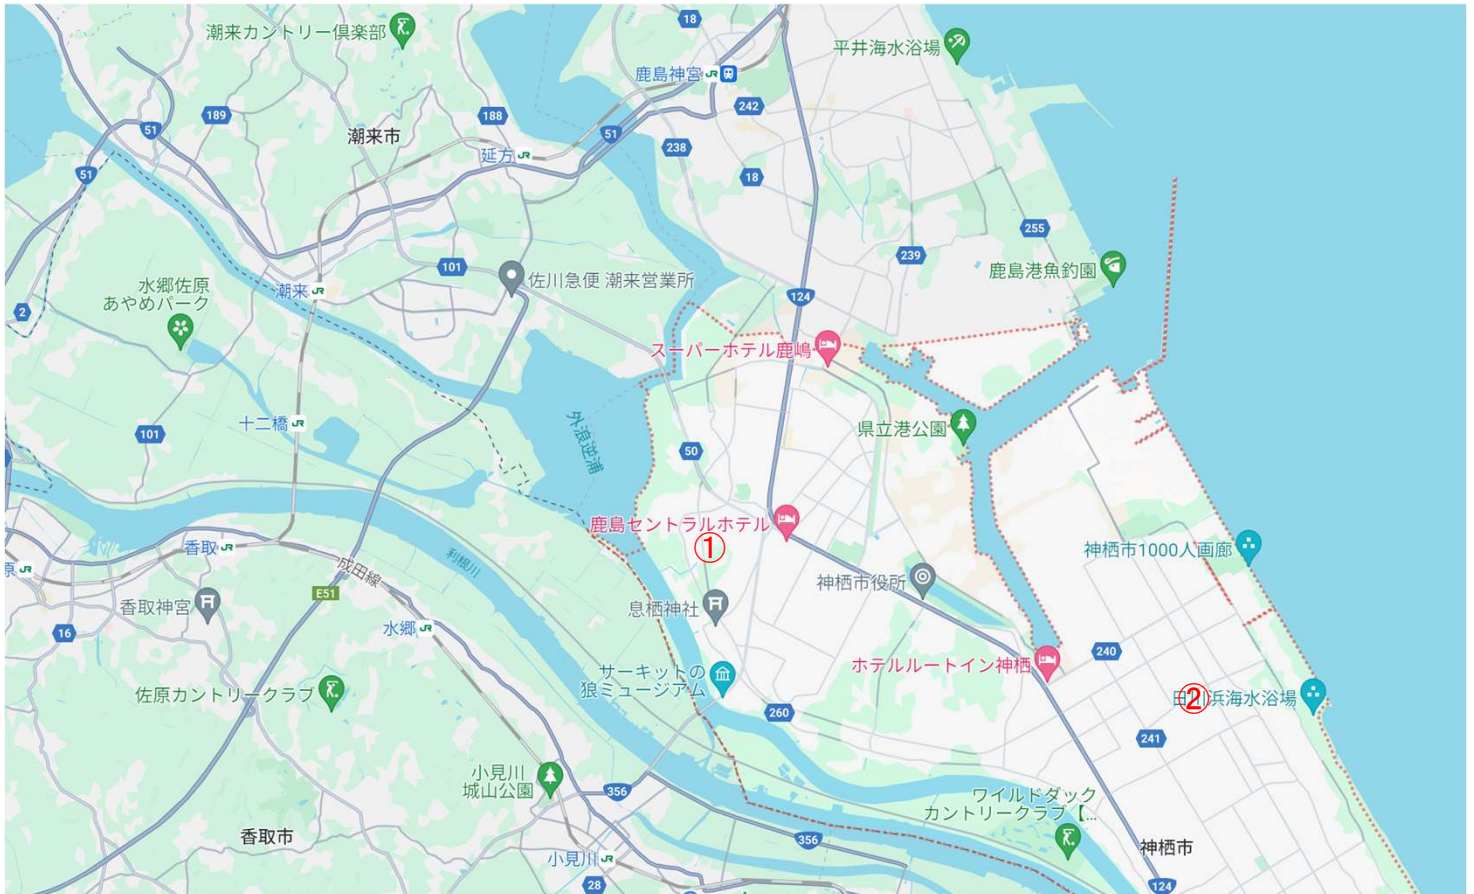 潮来カントリー倶楽部
18
平井海水浴場
鹿島神宮
JR
189
51
188
242
51
潮来市
238
延方
JR
51
18
255
239
101
佐川急便 潮来営業所
鹿島港魚釣園
水郷佐原
あやめパーク
潮来
JR
2
124
スーパーホテル鹿嶋
101
十二橋
JR
外浪逆浦
県立港公園
50
鹿島セントラルホテル
①
香取
JR
成田線
利根川
神栖市1000人画廊
原
JR
E51
神栖市役所
香取神宮
息栖神社
16
水郷
JR
240
ホテルルートイン神栖
サーキットの
狼ミュージアム
佐原カントリークラブ
②
浜海水浴場
260
241
小見川
城山公園
356
ワイルドダック
カントリークラブ【...
香取市
356
神栖市
小見川
JR
28
124